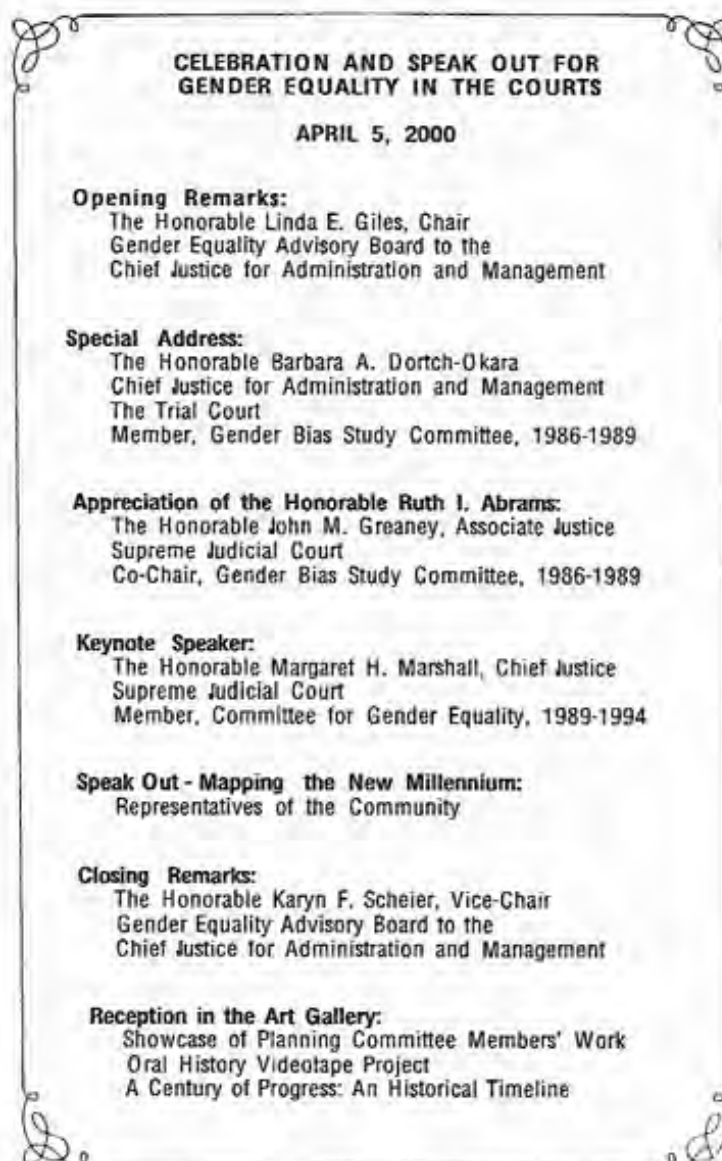 CELEBRATION AND SPEAK OUT FOR
GENDER EQUALITY IN THE COURTS
APRIL 5, 2000
Opening Remarks:
The Honorable Linda E. Giles, Chair
Gender Equality Advisory Board to the
Chief Justice for Administration and Management
Special Address:
The Honorable Barbara A. Dortch-Okara
Chief Justice for Administration and Management
The Trial Court
Member, Gender Bias Study Committee, 1986-1989
Appreciation of the Honorable Ruth I. Abrams:
The Honorable John M. Greaney, Associate Justice
Supreme Judicial Court
Co-Chair, Gender Bias Study Committee, 1986-1989
Keynote Speaker:
The Honorable Margaret H. Marshall, Chief Justice
Supreme Judicial Court
Member, Committee for Gender Equality, 1989-1994
Speak Out - Mapping the New Millennium:
Representatives of the Community
Closing Remarks:
The Honorable Karyn F. Scheier, Vice-Chair
Gender Equality Advisory Board to the
Chief Justice for Administration and Management
Reception in the Art Gallery:
Showcase of Planning Committee Members' Work
Oral History Videotape Project
A Century of Progress: An Historical Timeline